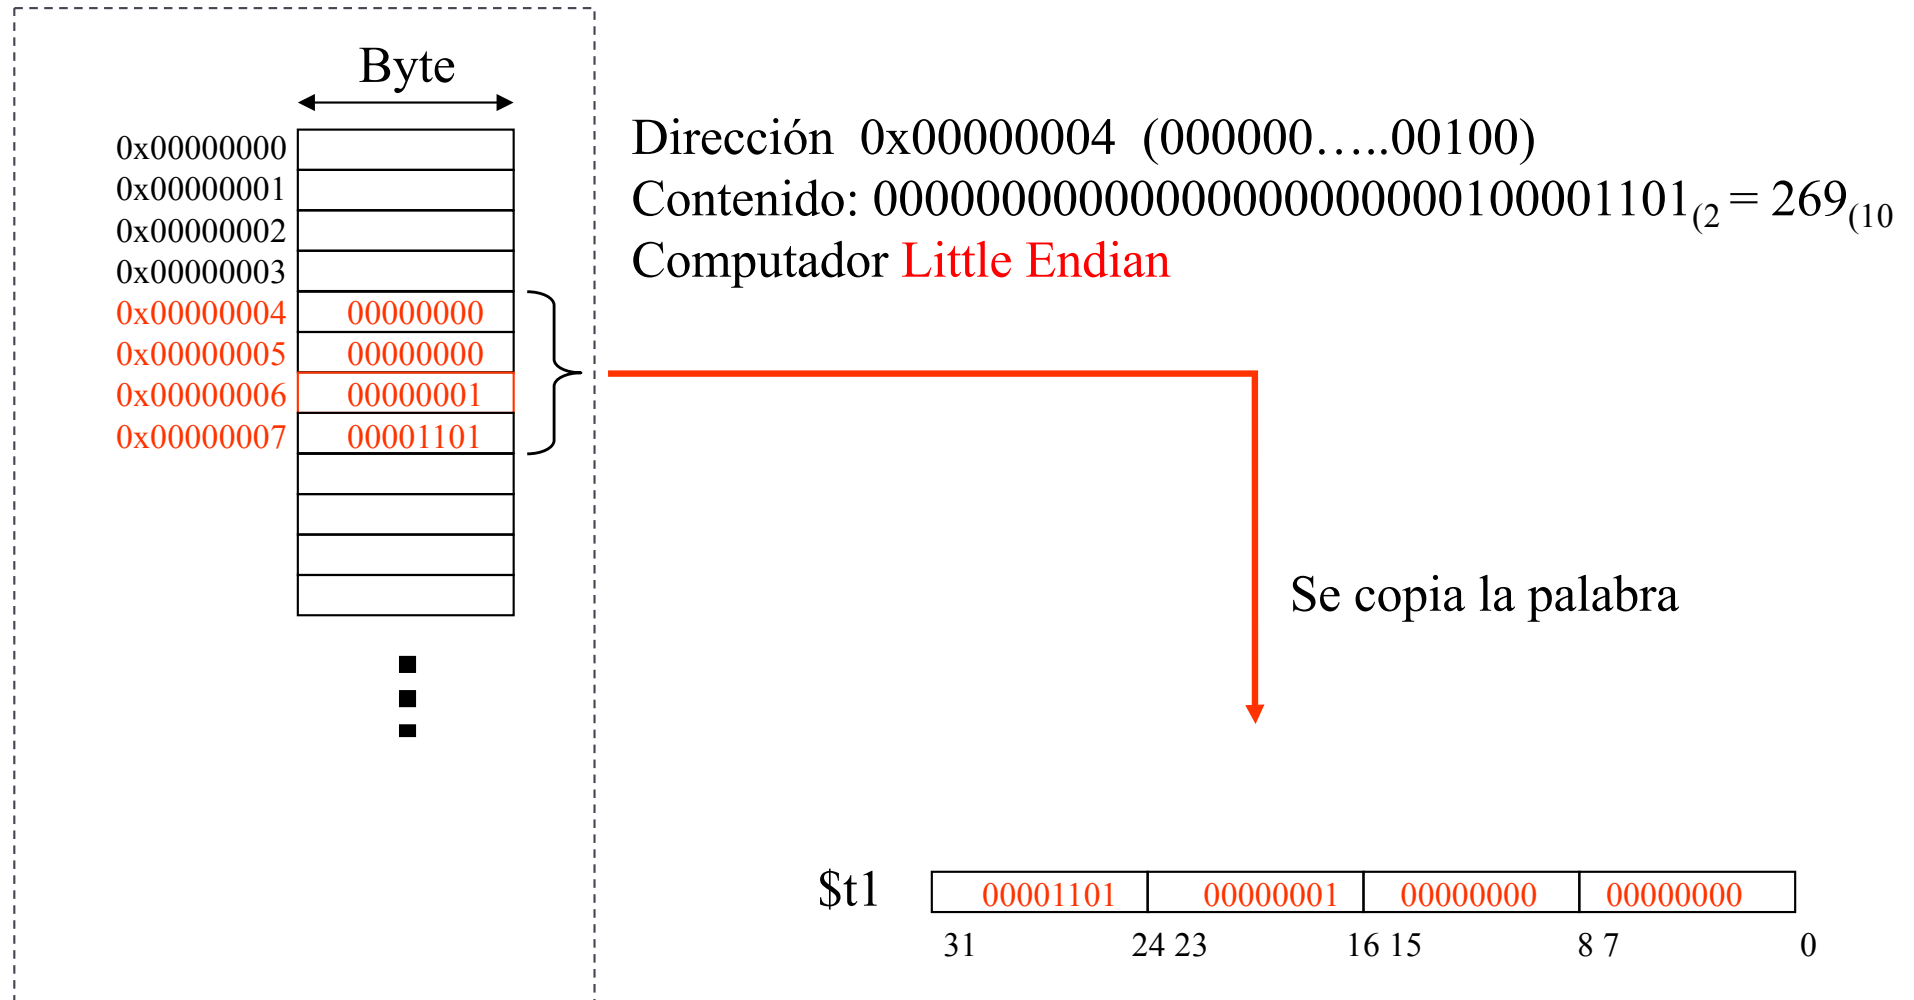 Byte
0x00000000
0x00000001
0x00000002
0x00000003
0x00000004 00000000
0x00000005 00000000
0x00000006 00000001
0x00000007 00001101
Dirección 0x00000004 (000000…..00100)
Contenido: 00000000000000000000000100001101(2 = 269(10
Computador Little Endian
Se copia la palabra
$t1 00001101 00000001 00000000 00000000
31 24 23 16 15 8 7 0